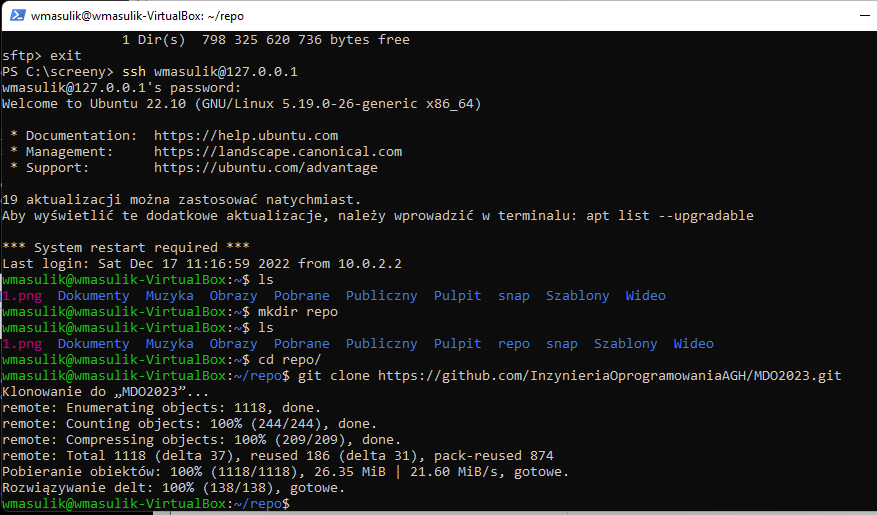 wmasulik@wmasulik-VirtualBox: ~/repo
1 Dir(s)  798 325 620 736 bytes free
sftp> exit
PS C:\screeny> ssh wmasulik@127.0.0.1
wmasulik@127.0.0.1's password:
Welcome to Ubuntu 22.10 (GNU/Linux 5.19.0-26-generic x86_64)
* Documentation:  https://help.ubuntu.com
* Management:     https://landscape.canonical.com
* Support:        https://ubuntu.com/advantage
19 aktualizacji można zastosować natychmiast.
Aby wyświetlić te dodatkowe aktualizacje, należy wprowadzić w terminalu: apt list --upgradable
*** System restart required ***
Last login: Sat Dec 17 11:16:59 2022 from 10.0.2.2
wmasulik@wmasulik-VirtualBox:~$ ls
1.png  Dokumenty  Muzyka  Obrazy  Pobrane  Publiczny  Pulpit  snap  Szablony  Wideo
wmasulik@wmasulik-VirtualBox:~$ mkdir repo
wmasulik@wmasulik-VirtualBox:~$ ls
1.png  Dokumenty  Muzyka  Obrazy  Pobrane  Publiczny  Pulpit  repo  snap  Szablony  Wideo
wmasulik@wmasulik-VirtualBox:~$ cd repo/
wmasulik@wmasulik-VirtualBox:~/repo$ git clone https://github.com/InzynieriaOprogramowaniaAGH/MDO2023.git
Klonowanie do „MDO2023”...
remote: Enumerating objects: 1118, done.
remote: Counting objects: 100% (244/244), done.
remote: Compressing objects: 100% (209/209), done.
remote: Total 1118 (delta 37), reused 186 (delta 31), pack-reused 874
Pobieranie obiektów: 100% (1118/1118), 26.35 MiB | 21.60 MiB/s, gotowe.
Rozwiązywanie delt: 100% (138/138), gotowe.
wmasulik@wmasulik-VirtualBox:~/repo$